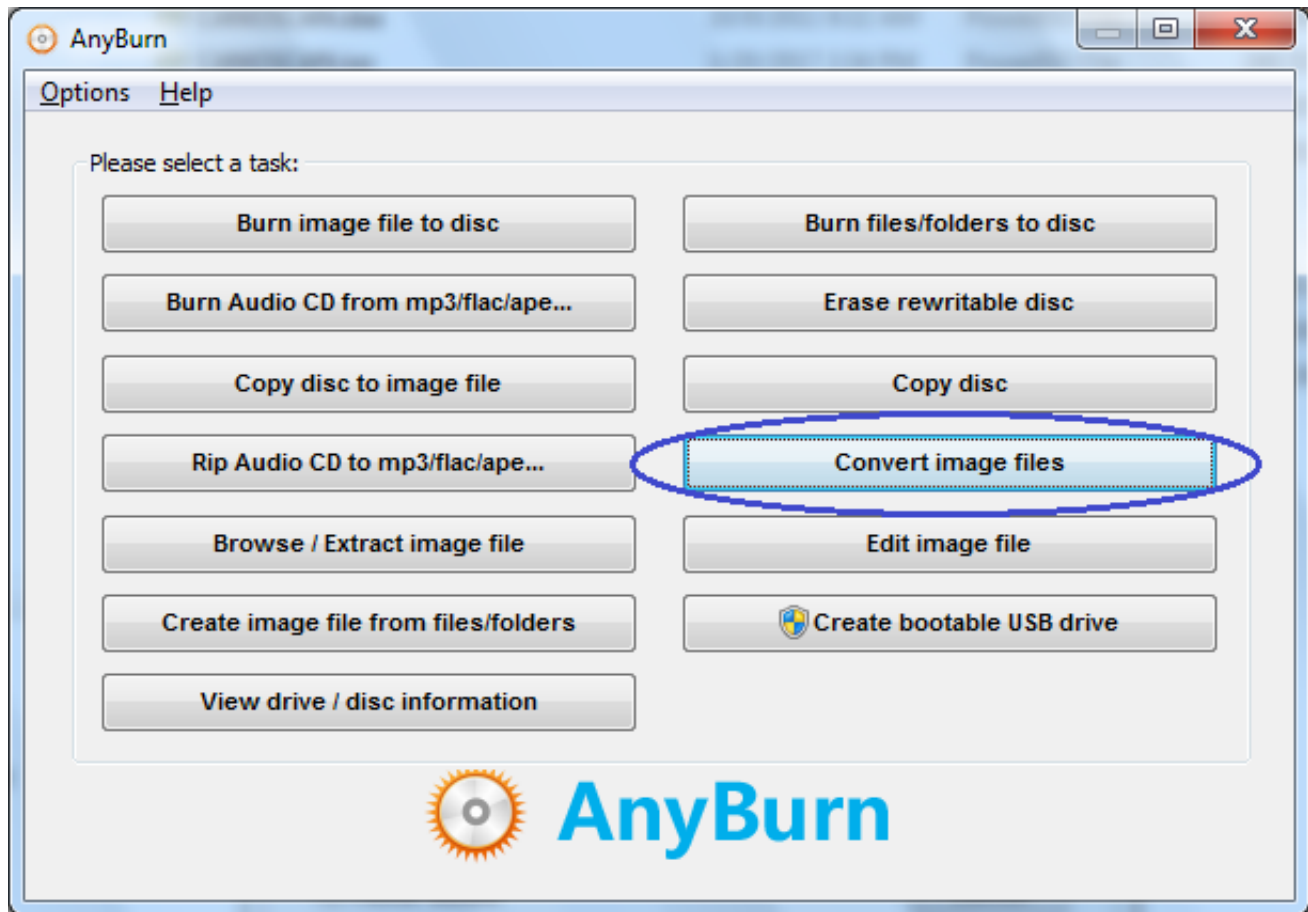 AnyBurn
Options Help
Please select a task:
Burn image file to disc
Burn files/folders to disc
Burn Audio CD from mp3/flac/ape...
Erase rewritable disc
Copy disc to image file
Copy disc
Rip Audio CD to mp3/flac/ape...
Convert image files
Browse / Extract image file
Edit image file
Create image file from files/folders
Create bootable USB drive
View drive / disc information
AnyBurn